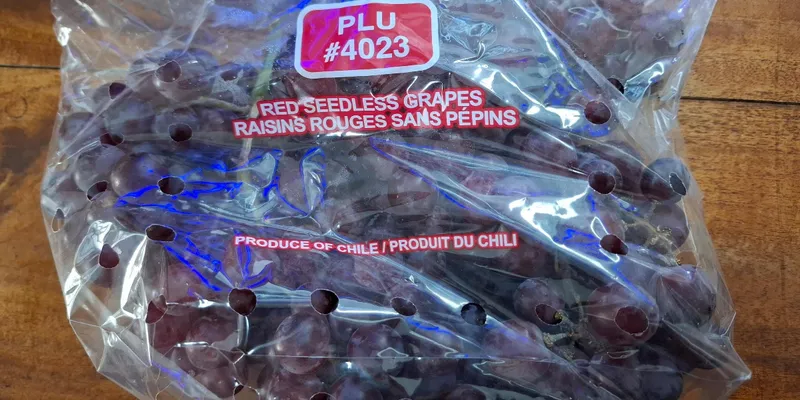 PLU
#4023
RED SEEDLESS GRAPES
RAISINS ROUGES SANS PÉPINS
PRODUCE OF CHILE / PRODUIT DU CHILI